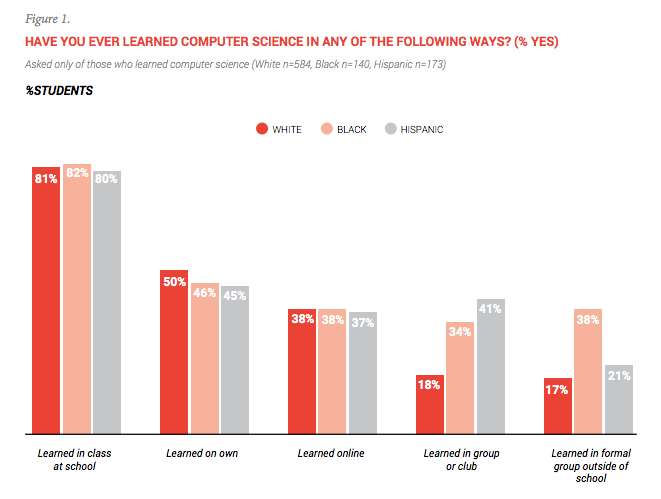 Figure 1.
HAVE YOU EVER LEARNED COMPUTER SCIENCE IN ANY OF THE FOLLOWING WAYS? (% YES)
Asked only of those who learned computer science (White n=584, Black n=140, Hispanic n=173)
%STUDENTS
WHITE BLACK HISPANIC
81% 82% 80%
50% 46% 45%
38% 38% 37%
18% 34% 41%
17% 38% 21%
Learned in class
at school
Learned on own
Learned online
Learned in group
or club
Learned in formal
group outside of
school